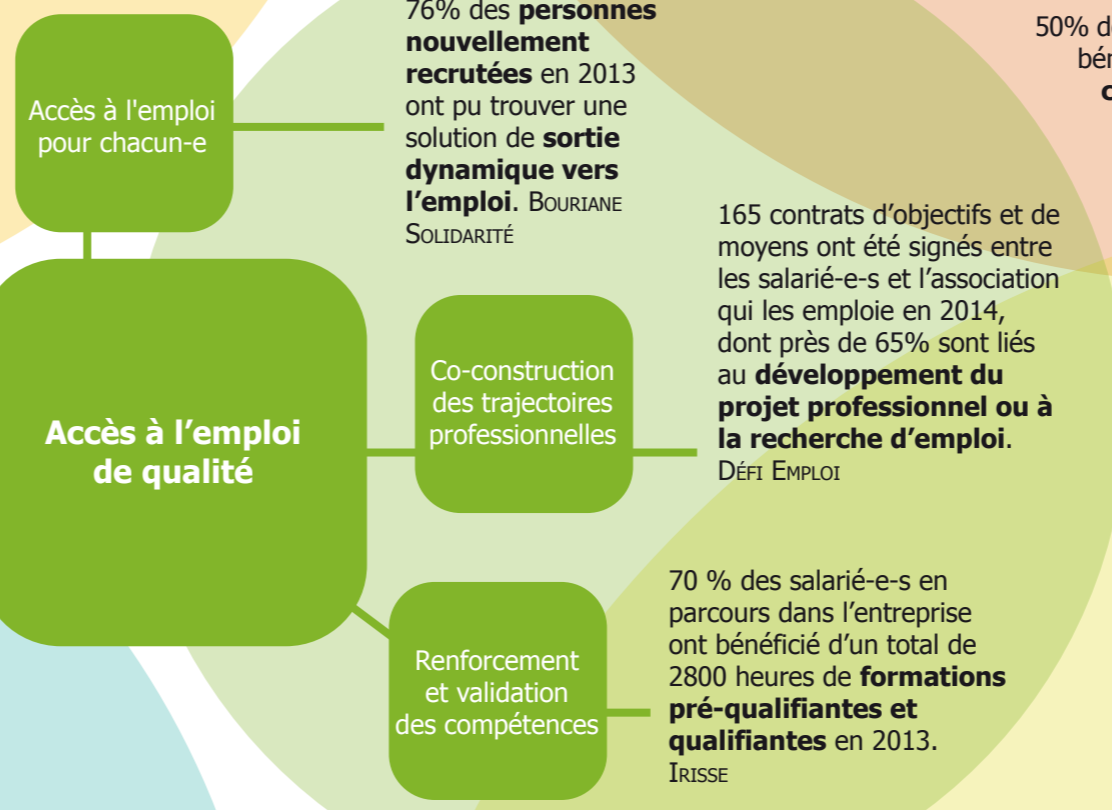 76% des personnes
nouvellement
recrutées en 2013
ont pu trouver une
solution de sortie
dynamique vers
l’emploi. Bouriane
Solidarité
50%
Accès à l'emploi
pour chacun-e
165 contrats d’objectifs et de
moyens ont été signés entre
les salarié-e-s et l’association
qui les emploie en 2014,
dont près de 65% sont liés
au développement du
projet professionnel ou à
la recherche d’emploi.
Défi Emploi
Co-construction
des trajectoires
professionnelles
Accès à l’emploi
de qualité
70 % des salarié-e-s en
parcours dans l’entreprise
ont bénéficié d’un total de
2800 heures de formations
pré-qualifiantes et
qualifiantes en 2013.
Irisse
Renforcement
et validation
des compétences